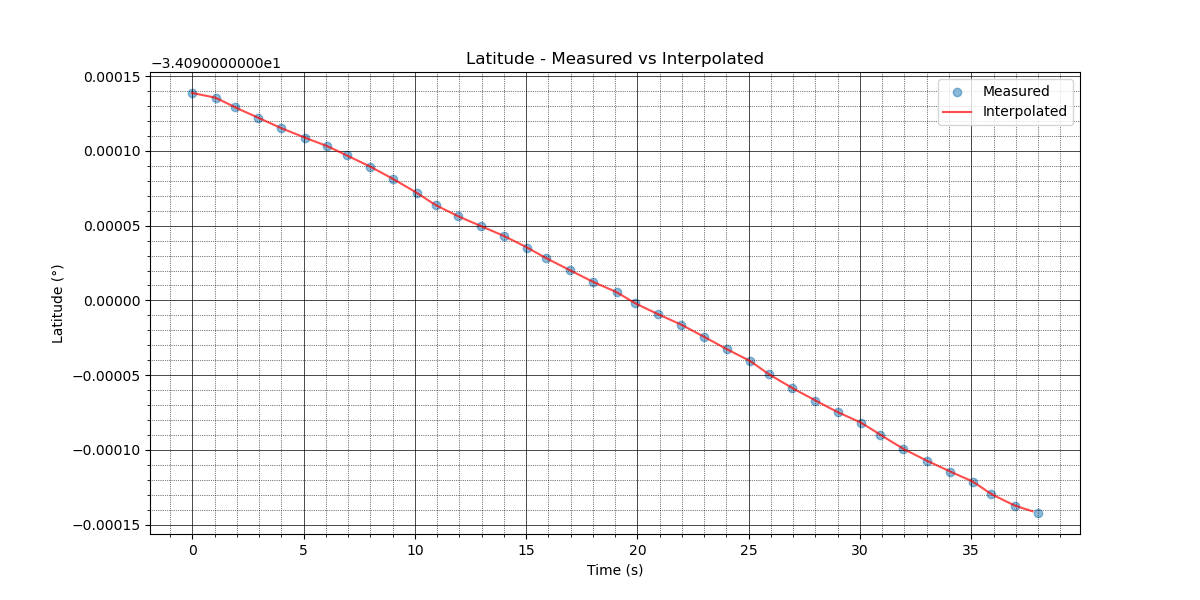 Latitude - Measured vs Interpolated
−3.4090000000e1
0.00015
0.00010
0.00005
0.00000
−0.00005
−0.00010
−0.00015
Latitude (°)
Measured
Interpolated
0 5 10 15 20 25 30 35
Time (s)